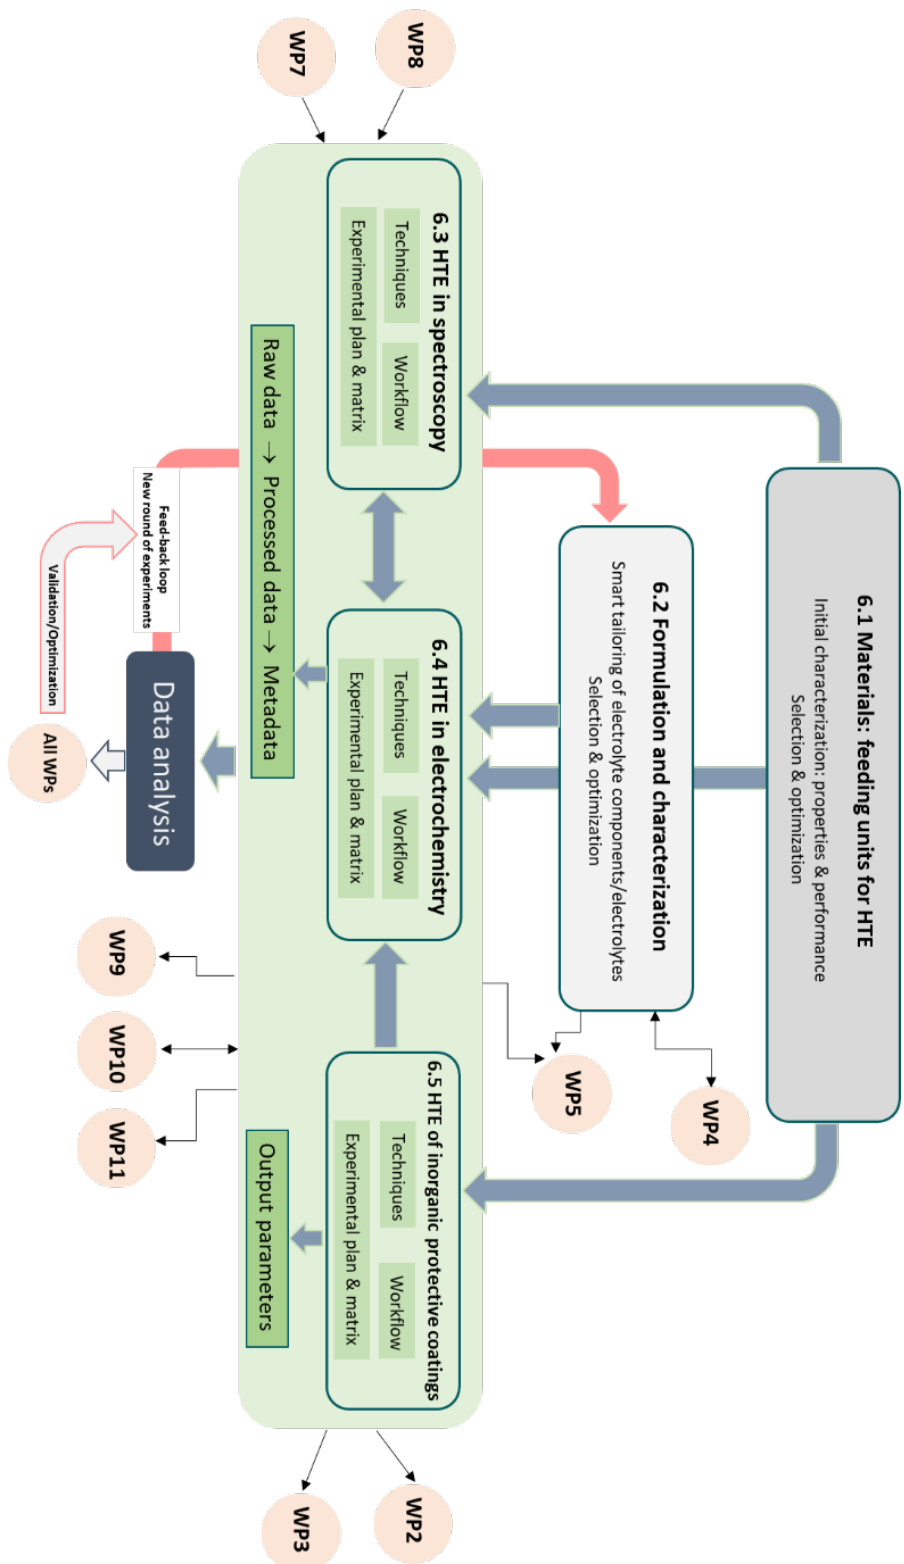 6.1 Materials: feeding units for HTE
Initial characterization: properties & performance
Selection & optimization
6.2 Formulation and characterization
Smart tailoring of electrolyte components/electrolytes
Selection & optimization
WP4
WP5
WP8
WP7
6.3 HTE in spectroscopy
Techniques
Workflow
Experimental plan & matrix
6.4 HTE in electrochemistry
Techniques
Workflow
Experimental plan & matrix
6.5 HTE of inorganic protective coatings
Techniques
Workflow
Experimental plan & matrix
WP2
WP3
Raw data → Processed data → Metadata
Output parameters
Feed-back loop
New round of experiments
Data analysis
Validation/Optimization
All WPs
WP9
WP10
WP11